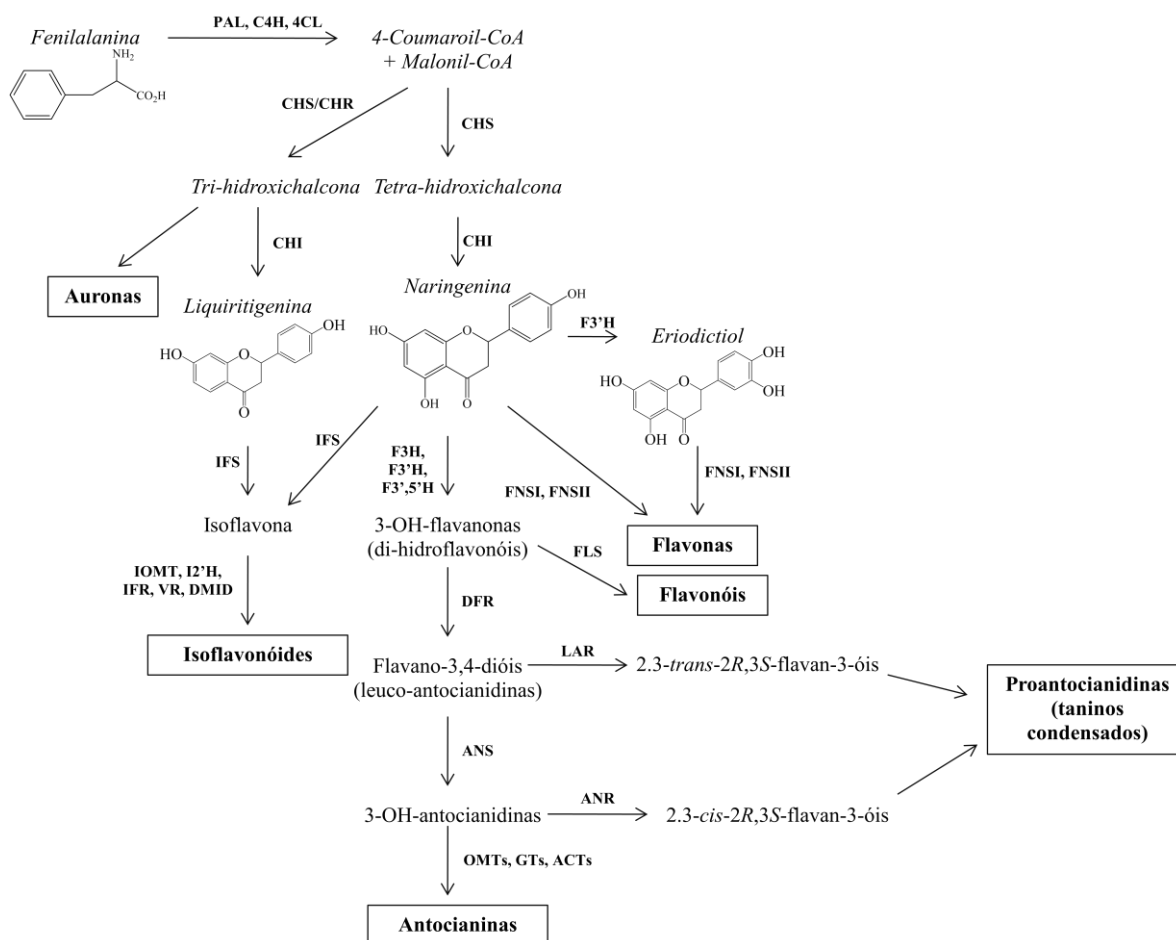 PAL, C4H, 4CL
Fenilalanina
4-Coumaroil-CoA
+ Malonil-CoA
NH₂
CO₂H
CHS/CHR
CHS
Tri-hidroxichalcona
Tetra-hidroxichalcona
CHI
CHI
Auronas
Liquiritigenina
Naringenina
OH
HO
O
O
OH
HO
O
OH
O
F3'H
Eriodictiol
OH
OH
HO
O
OH
O
IFS
IFS
F3H,
F3'H,
F3',5'H
FNSI, FNSII
FNSI, FNSII
Isoflavona
3-OH-flavanonas
(di-hidroflavonóis)
Flavonas
FLS
Flavonóis
IOMT, I2'H,
IFR, VR, DMID
DFR
Isoflavonóides
Flavano-3,4-dióis
(leuco-antocianidinas)
LAR
2.3-trans-2R,3S-flavan-3-óis
Proantocianidinas
(taninos
condensados)
ANS
3-OH-antocianidinas
ANR
2.3-cis-2R,3S-flavan-3-óis
OMTs, GTs, ACTs
Antocianinas